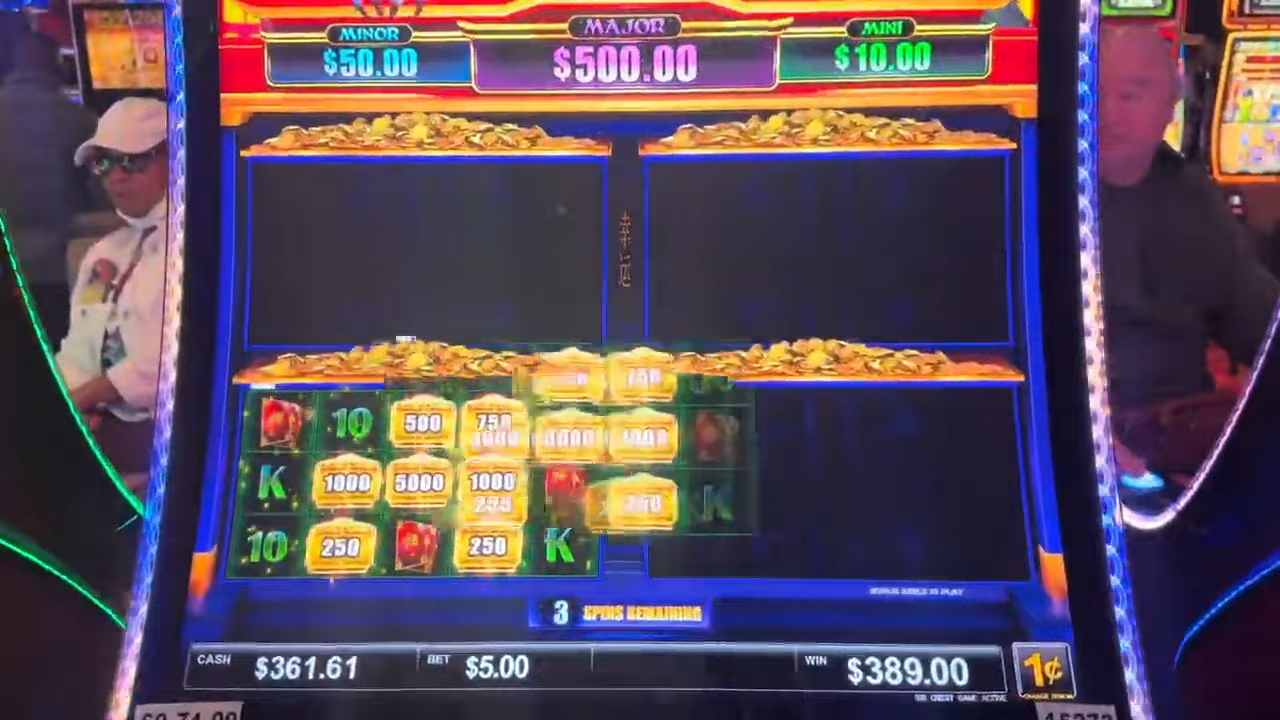 MINOR
$50.00
MAJOR
$500.00
MINI
$10.00
10
500
750
K
1000
5000
1000
K
10
250
250
K
3 SPINS REMAINING
CASH $361.61
BET $5.00
WIN $389.00
1¢